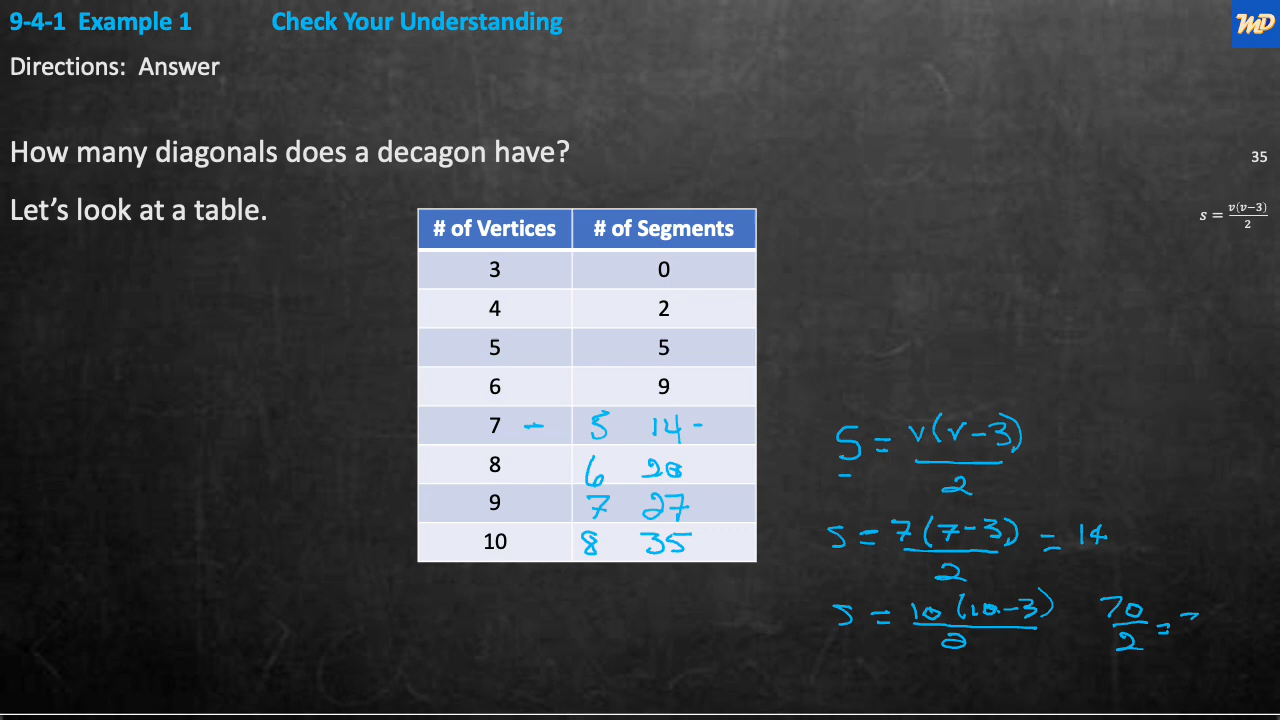 9-4-1 Example 1 Check Your Understanding
MD
Directions: Answer
How many diagonals does a decagon have?
35
Let's look at a table.
s = v(v−3)/2
# of Vertices # of Segments
3 0
4 2
5 5
6 9
7 - 5 14 -
8 6 20
9 7 27
10 8 35
S = v(v-3)/2
s = 7(7-3)/2 = 14
s = 10(10-3)/2 70/2 =